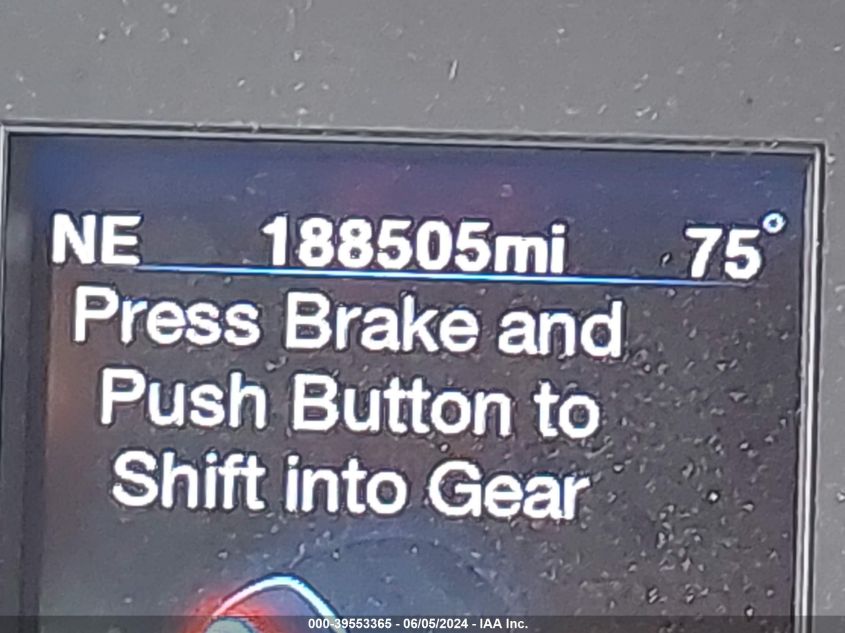 NE 188505mi 75°
Press Brake and
Push Button to
Shift into Gear
000-39553365 - 06/05/2024 - IAA Inc.